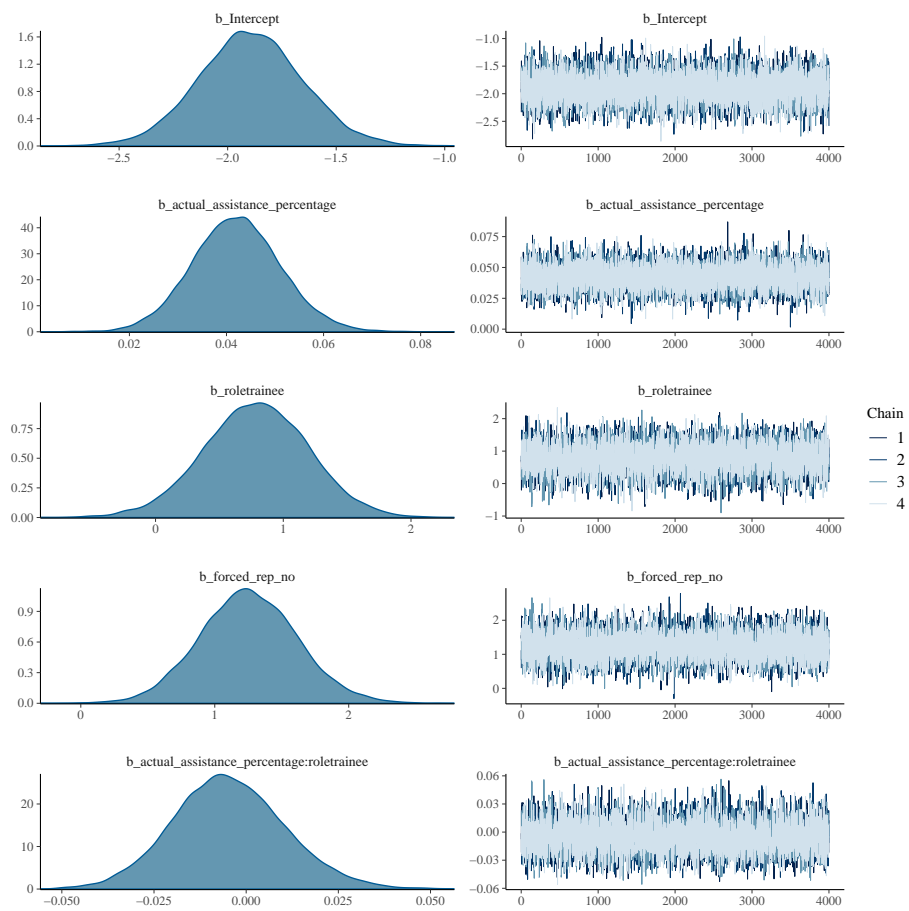 b_Intercept
1.6
1.2
0.8
0.4
0.0
−2.5 −2.0 −1.5 −1.0
b_Intercept
−1.0
−1.5
−2.0
−2.5
0 1000 2000 3000 4000
b_actual_assistance_percentage
40
30
20
10
0
0.02 0.04 0.06 0.08
b_actual_assistance_percentage
0.075
0.050
0.025
0.000
0 1000 2000 3000 4000
b_roletrainee
0.75
0.50
0.25
0.00
0 1 2
b_roletrainee
2
1
0
−1
0 1000 2000 3000 4000
Chain
1
2
3
4
b_forced_rep_no
0.9
0.6
0.3
0.0
0 1 2
b_forced_rep_no
2
1
0
0 1000 2000 3000 4000
b_actual_assistance_percentage:roletrainee
20
10
0
−0.050 −0.025 0.000 0.025 0.050
b_actual_assistance_percentage:roletrainee
0.06
0.03
0.00
−0.03
−0.06
0 1000 2000 3000 4000